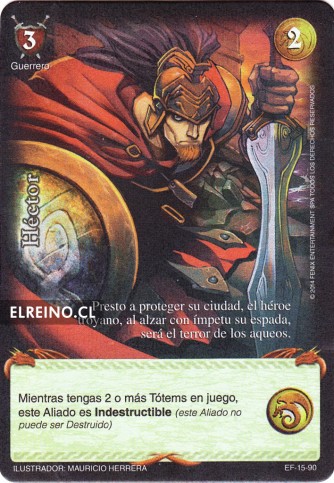 3
2
Guerrero
Héctor
© 2014 FENIX ENTERTAINMENT SPA TODOS LOS DERECHOS RESERVADOS
ELREINO.CL
Presto a proteger su ciudad, el héroe
troyano, al alzar con ímpetu su espada,
será el terror de los aqueos.
Mientras tengas 2 o más Tótems en juego,
este Aliado es Indestructible (este Aliado no
puede ser Destruido)
ILUSTRADOR: MAURICIO HERRERA
EF-15-90